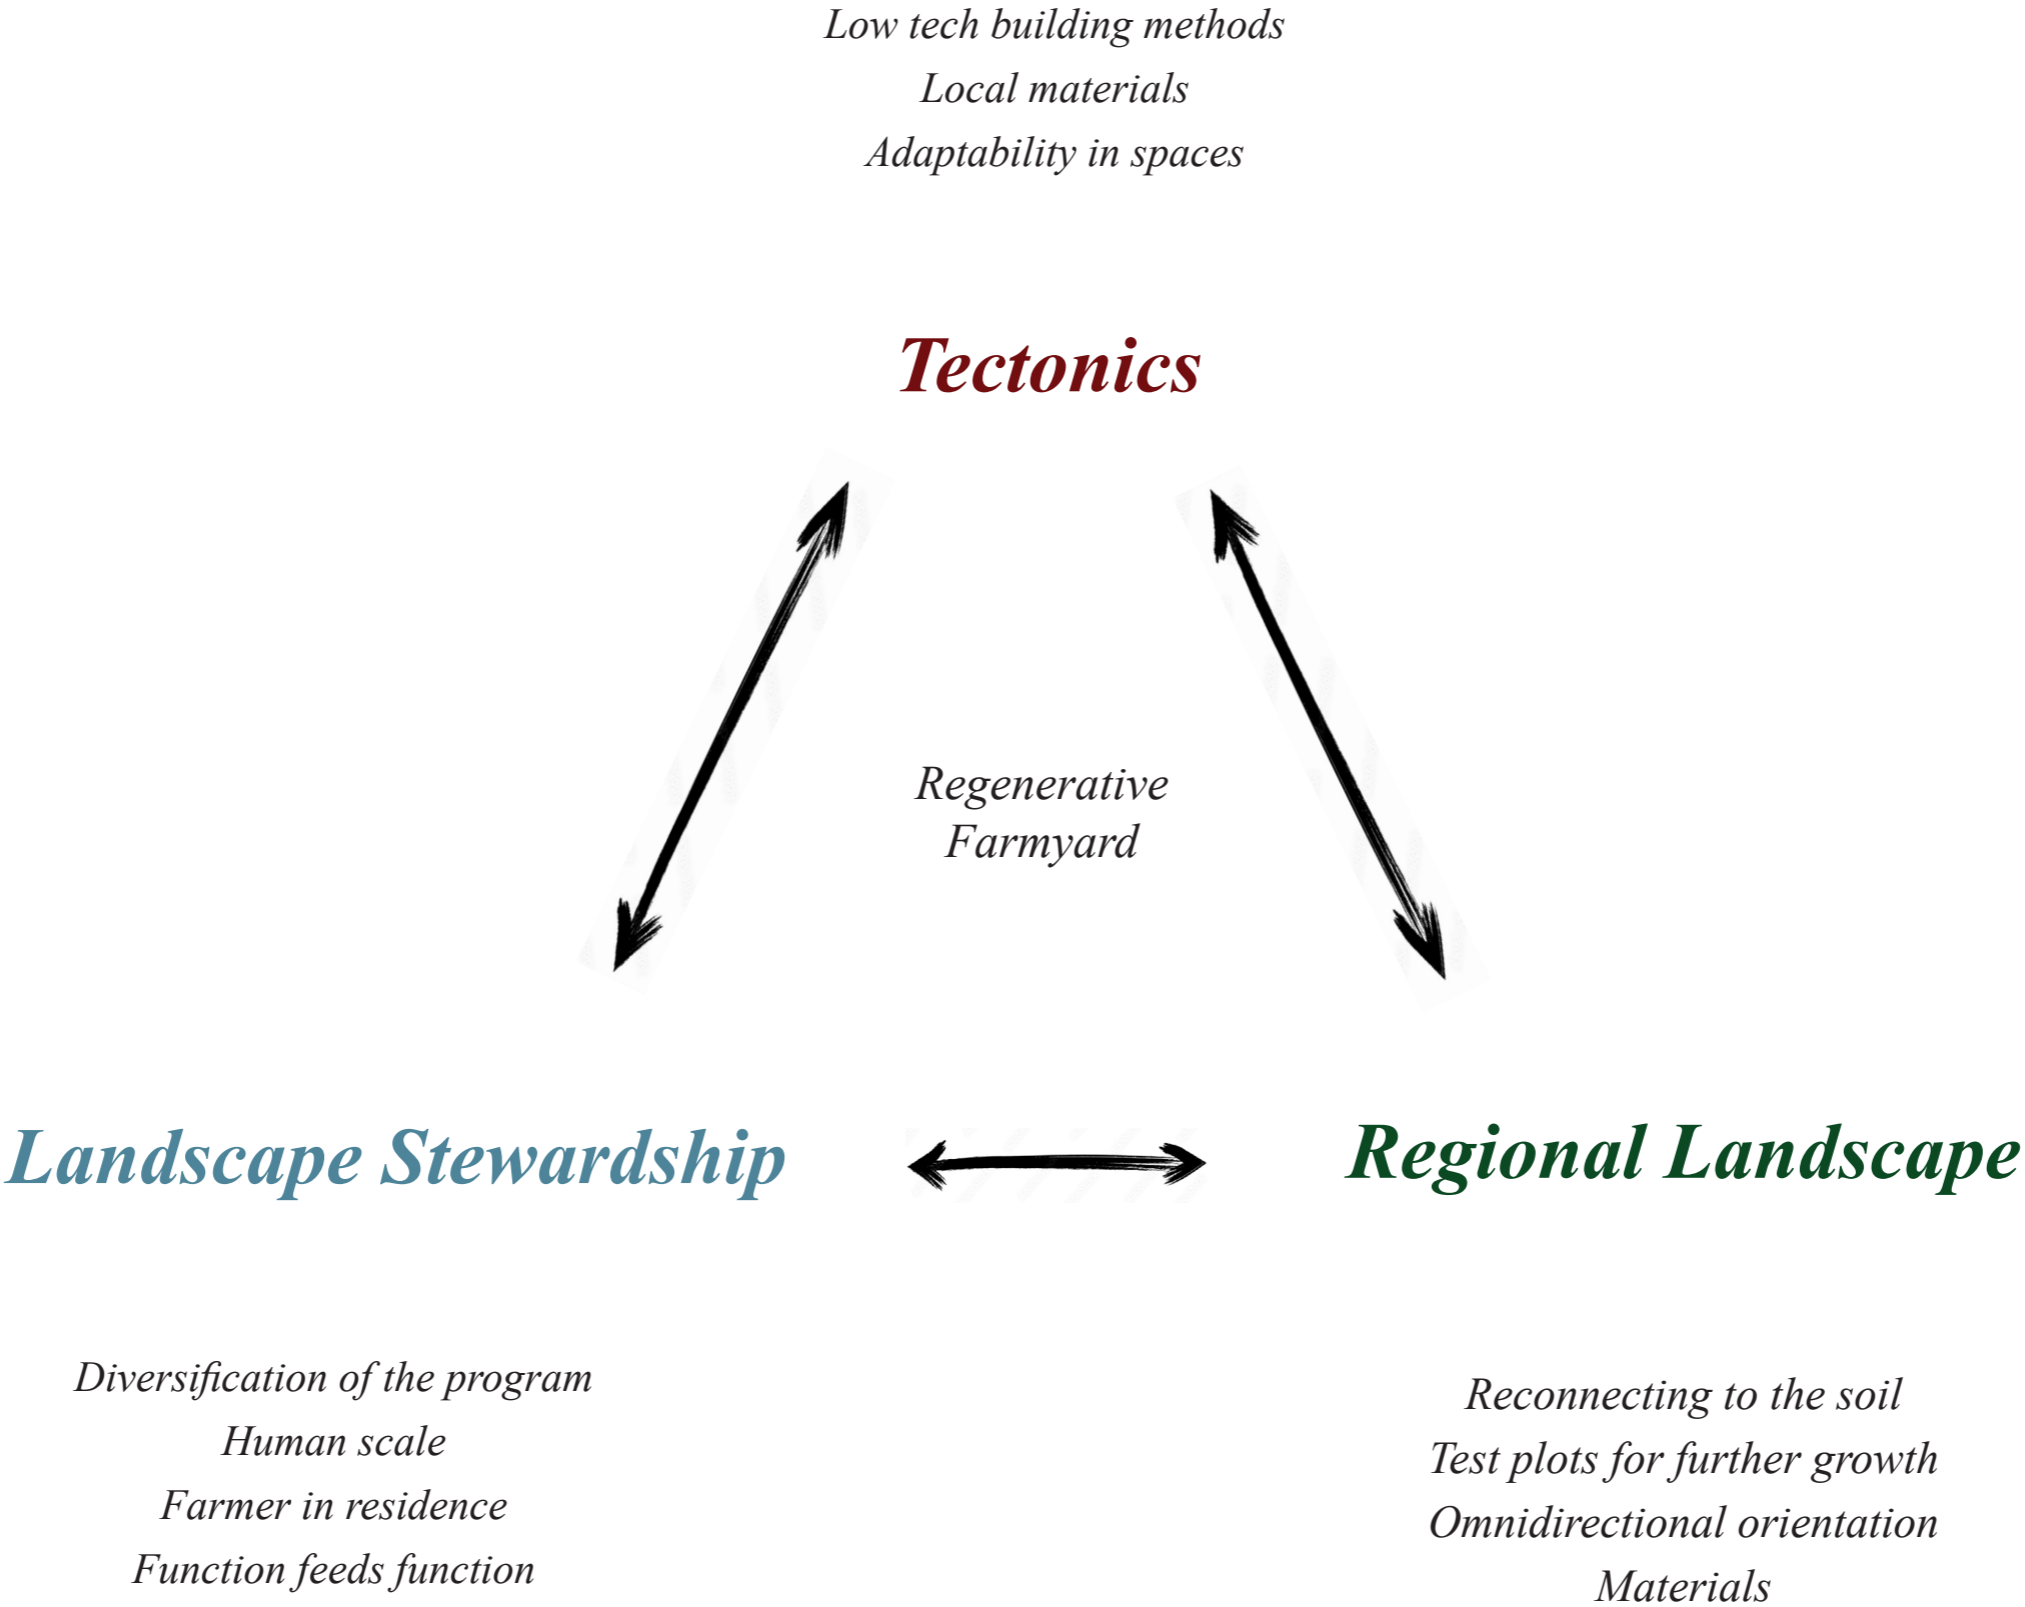 Low tech building methods
Local materials
Adaptability in spaces
Tectonics
Regenerative
Farmyard
Landscape Stewardship
Regional Landscape
Diversification of the program
Human scale
Farmer in residence
Function feeds function
Reconnecting to the soil
Test plots for further growth
Omnidirectional orientation
Materials